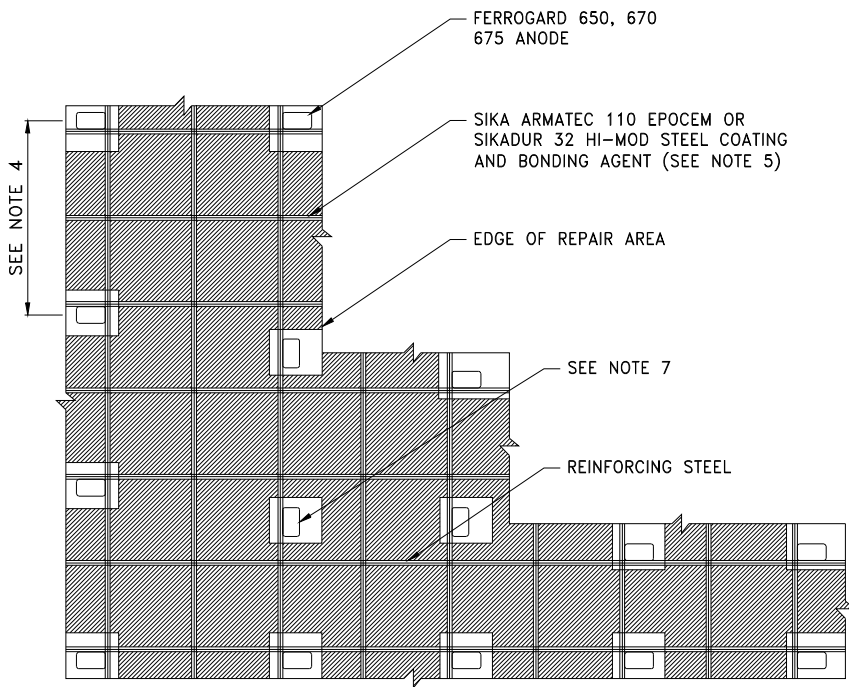 FERROGARD 650, 670
675 ANODE
SIKA ARMATEC 110 EPOCEM OR
SIKADUR 32 HI-MOD STEEL COATING
AND BONDING AGENT (SEE NOTE 5)
SEE NOTE 4
EDGE OF REPAIR AREA
SEE NOTE 7
REINFORCING STEEL